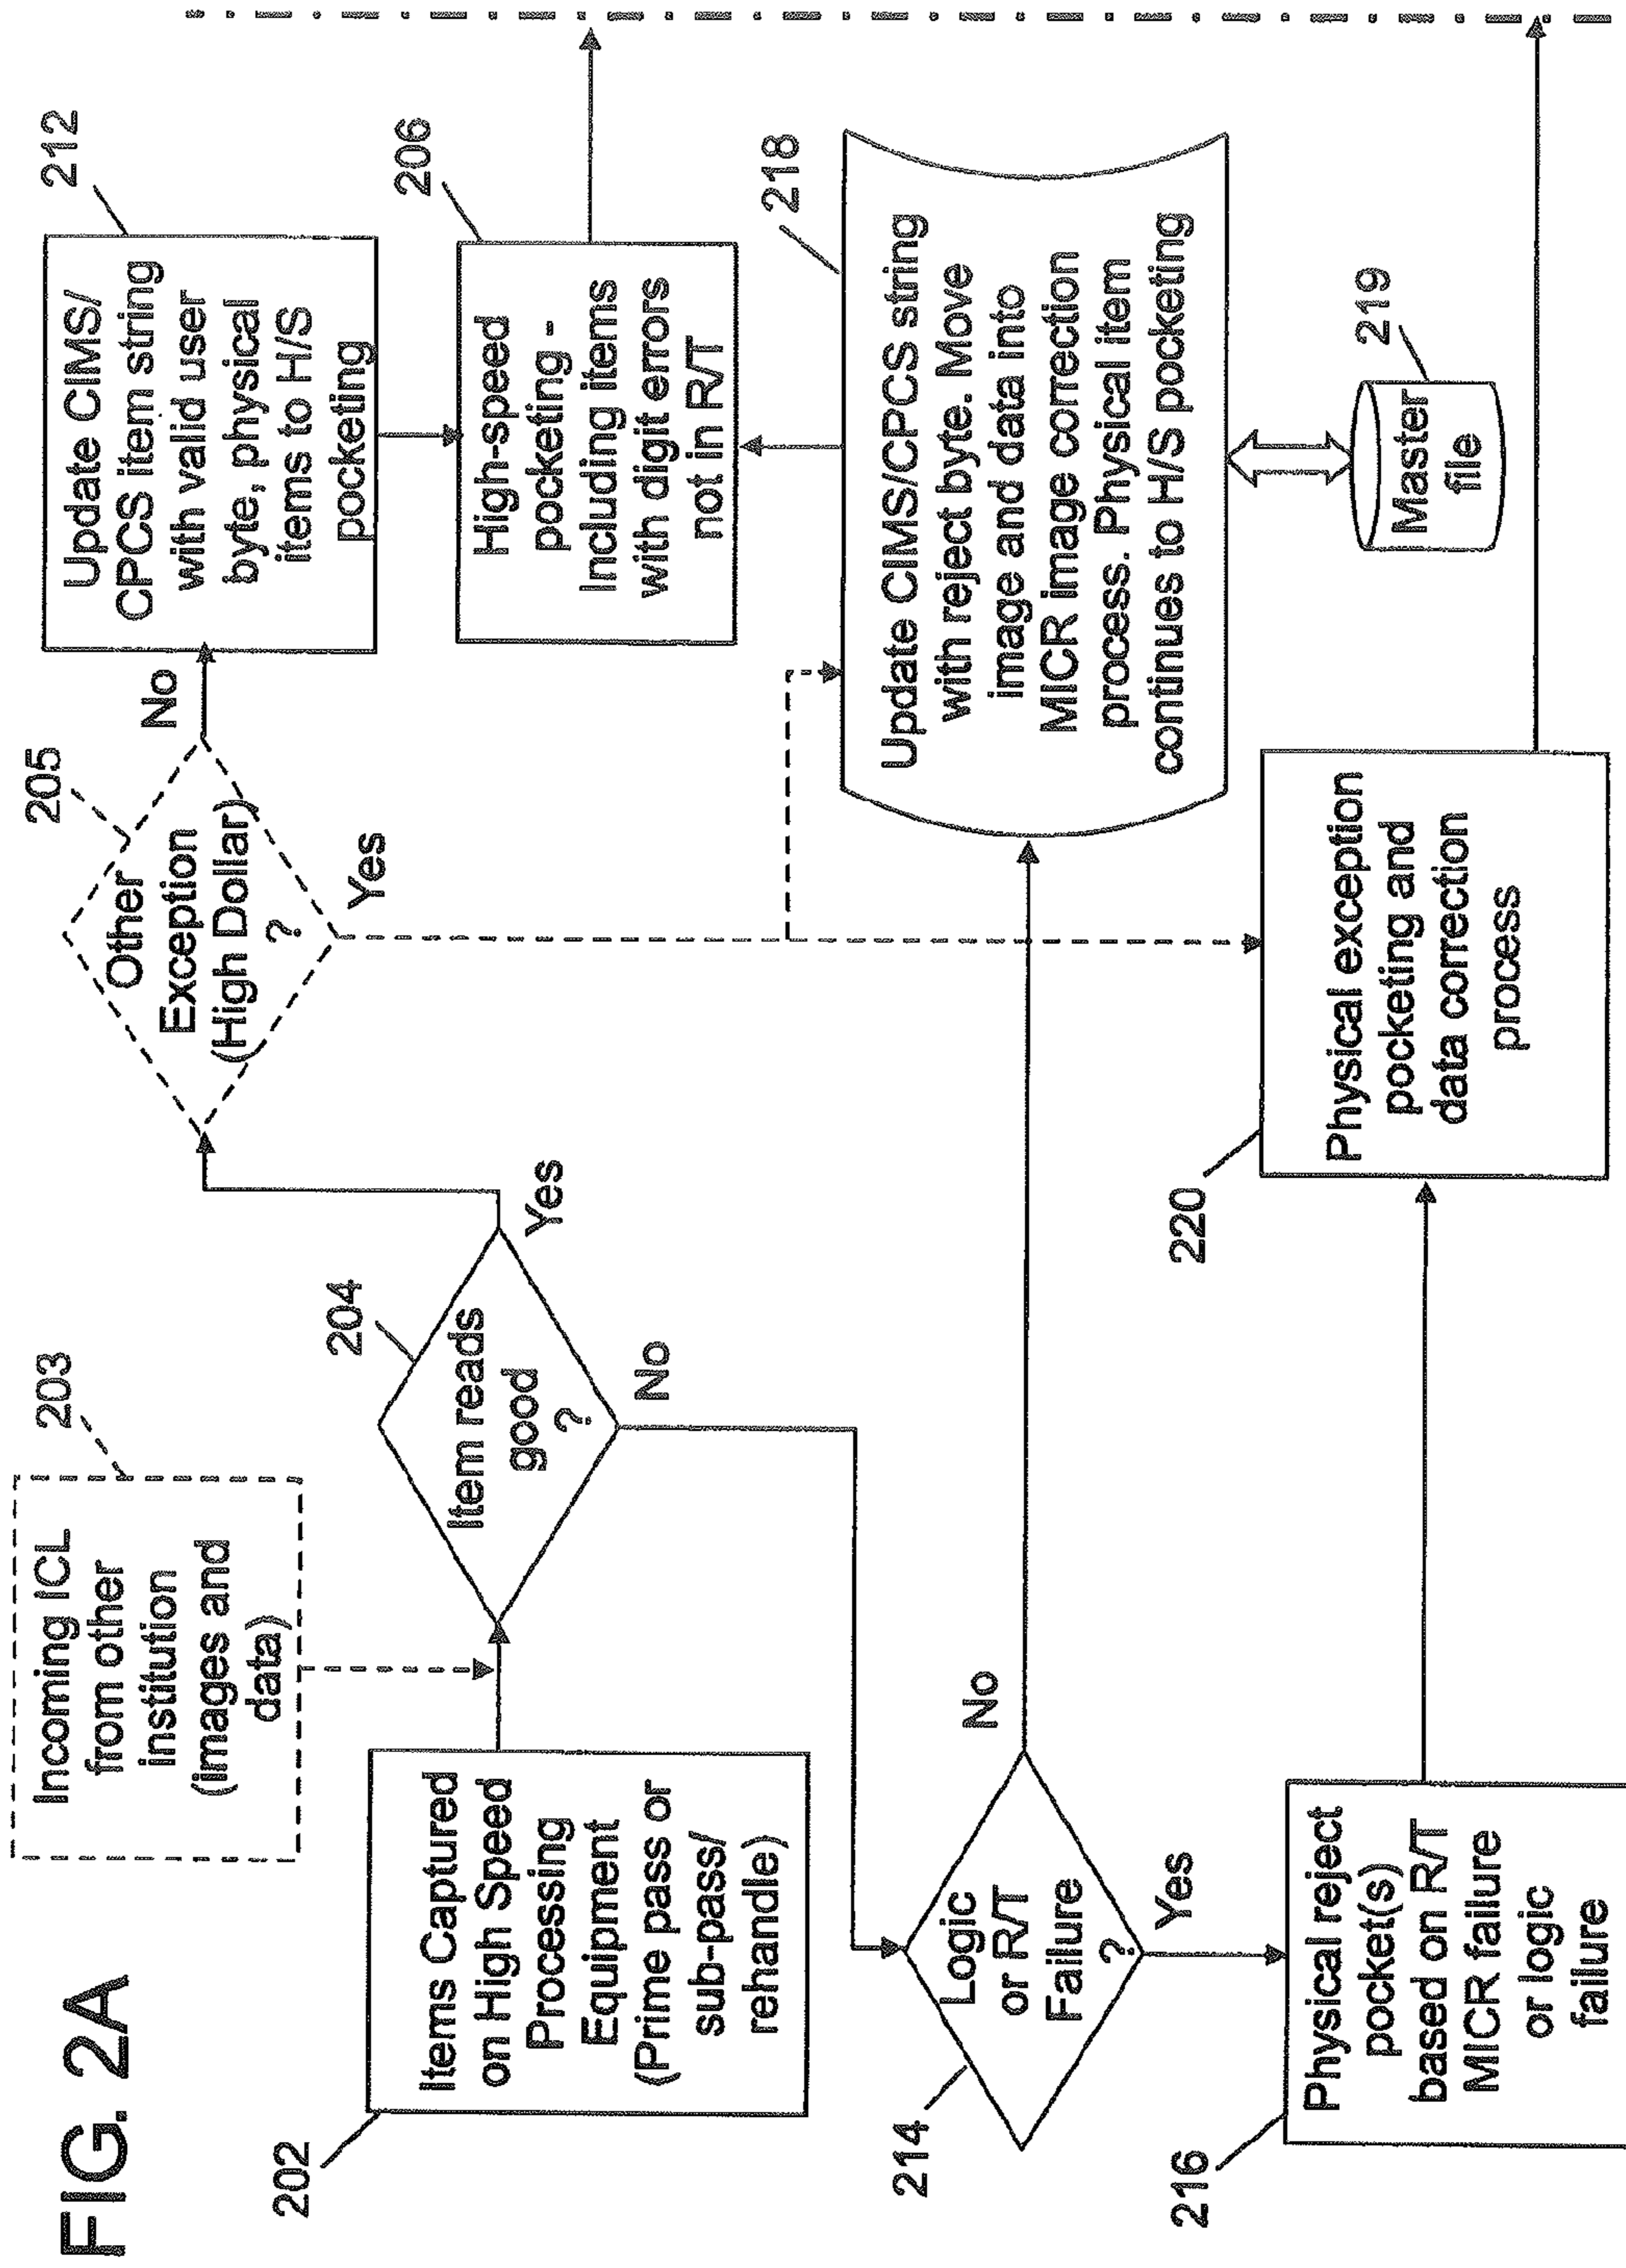 FIG. 2A
203
Incoming ICL
from other
institution
(images and
data)
202
Items Captured
on High Speed
Processing
Equipment
(Prime pass or
sub-pass/
rehandle)
204
Item reads
good
?
Yes
No
205
Other
Exception
(High Dollar)
?
No
Yes
212
Update CIMS/
CPCS item string
with valid user
byte, physical
items to H/S
pocketing
206
High-speed
pocketing -
Including items
with digit errors
not in R/T
214
Logic
or R/T
Failure
?
No
Yes
218
Update CIMS/CPCS string
with reject byte. Move
image and data into
MICR image correction
process. Physical item
continues to H/S pocketing
219
Master
file
216
Physical reject
pocket(s)
based on R/T
MICR failure
or logic
failure
220
Physical exception
pocketing and
data correction
process